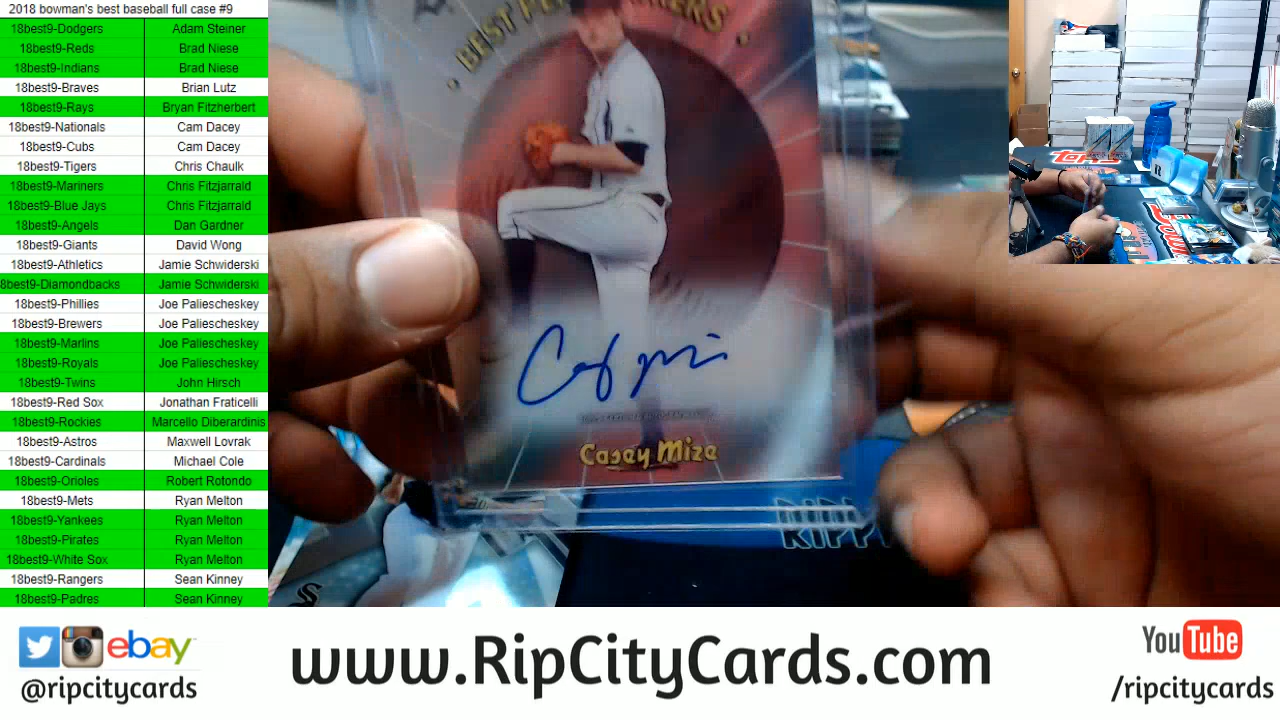 2018 bowman's best baseball full case #9
18best9-Dodgers Adam Steiner
18best9-Reds Brad Niese
18best9-Indians Brad Niese
18best9-Braves Brian Lutz
18best9-Rays Bryan Fitzherbert
18best9-Nationals Cam Dacey
18best9-Cubs Cam Dacey
18best9-Tigers Chris Chaulk
18best9-Mariners Chris Fitzjarrald
18best9-Blue Jays Chris Fitzjarrald
18best9-Angels Dan Gardner
18best9-Giants David Wong
18best9-Athletics Jamie Schwiderski
8best9-Diamondbacks Jamie Schwiderski
18best9-Phillies Joe Paliescheskey
18best9-Brewers Joe Paliescheskey
18best9-Marlins Joe Paliescheskey
18best9-Royals Joe Paliescheskey
18best9-Twins John Hirsch
18best9-Red Sox Jonathan Fraticelli
18best9-Rockies Marcello Diberardinis
18best9-Astros Maxwell Lovrak
18best9-Cardinals Michael Cole
18best9-Orioles Robert Rotondo
18best9-Mets Ryan Melton
18best9-Yankees Ryan Melton
18best9-Pirates Ryan Melton
18best9-White Sox Ryan Melton
18best9-Rangers Sean Kinney
18best9-Padres Sean Kinney
BEST
Casey Mize
RIPP
topps
ebay
@ripcitycards
www.RipCityCards.com
YouTube
/ripcitycards